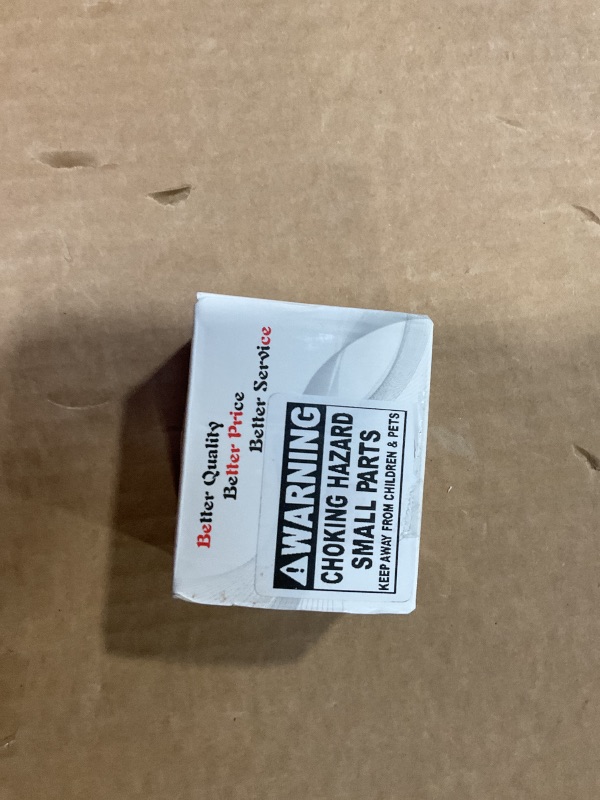 Better Quality
Better Price
Better Service
WARNING
CHOKING HAZARD
SMALL PARTS
KEEP AWAY FROM CHILDREN & PETS